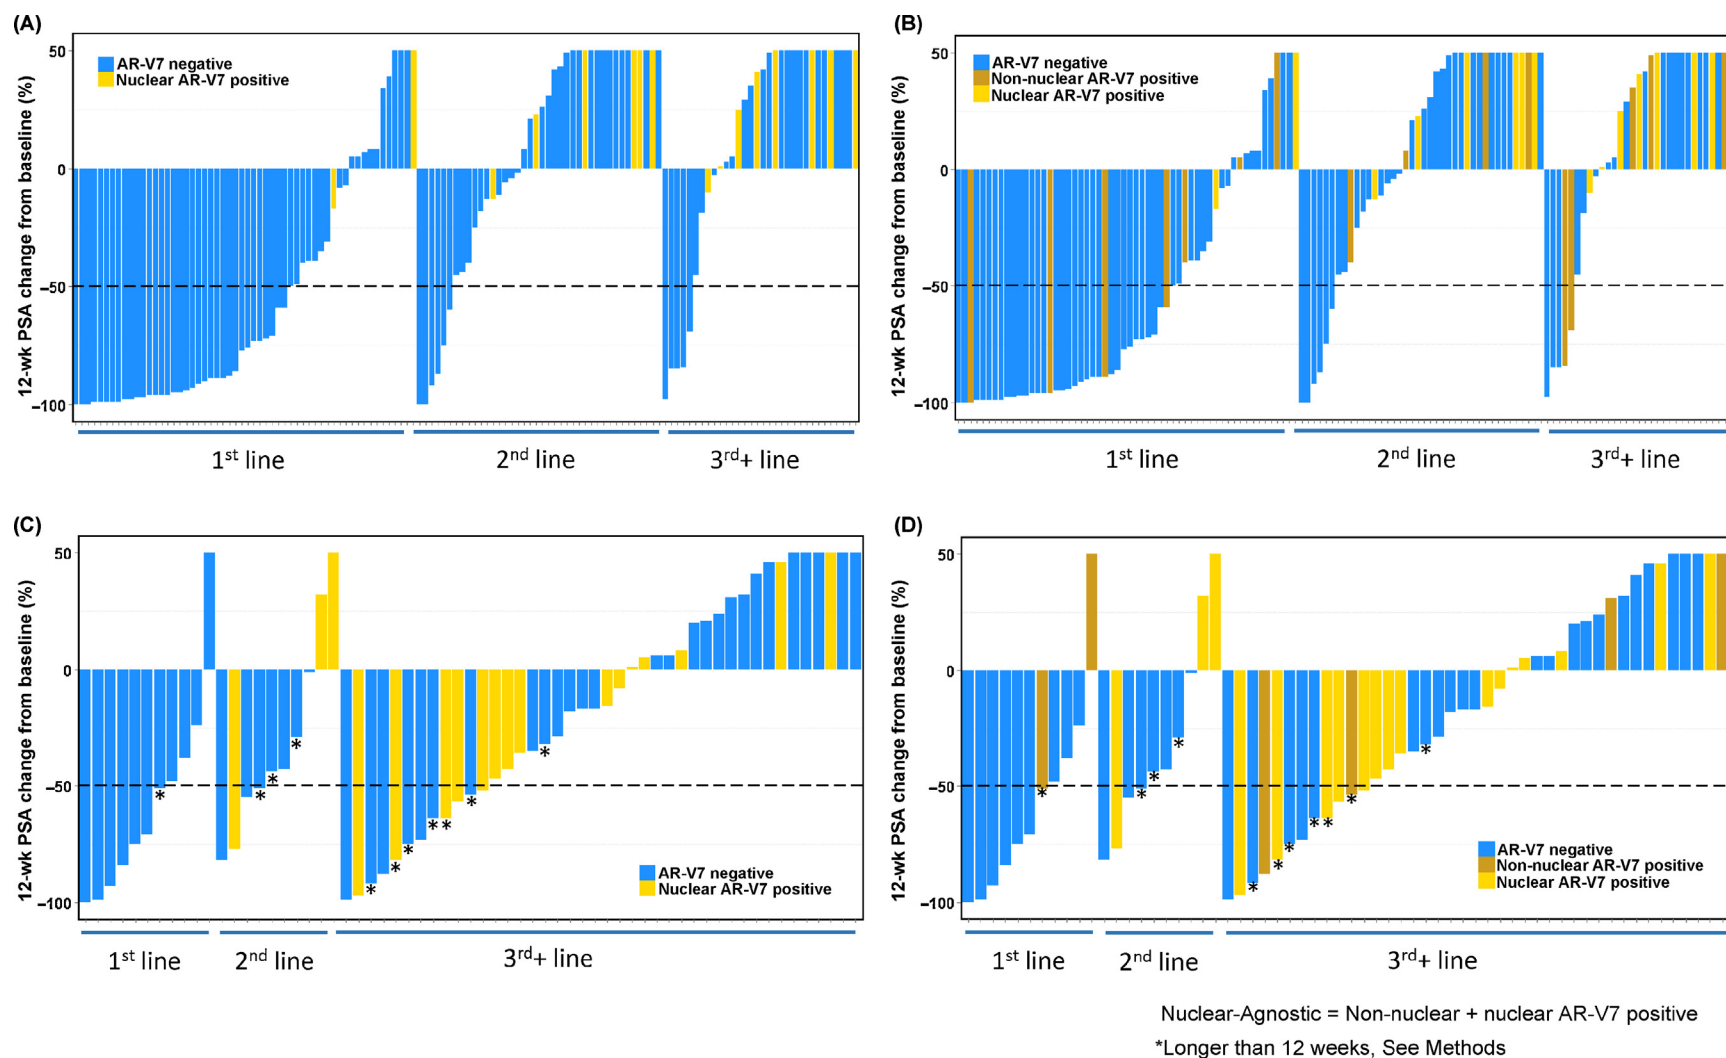 (A)
12-wk PSA change from baseline (%)
50
0
−50
−100
AR-V7 negative
Nuclear AR-V7 positive
1st line
2nd line
3rd+ line
(B)
12-wk PSA change from baseline (%)
50
0
−50
−100
AR-V7 negative
Non-nuclear AR-V7 positive
Nuclear AR-V7 positive
1st line
2nd line
3rd+ line
(C)
12-wk PSA change from baseline (%)
50
0
−50
−100
* * * * * * * * * * *
AR-V7 negative
Nuclear AR-V7 positive
1st line
2nd line
3rd+ line
(D)
12-wk PSA change from baseline (%)
50
0
−50
−100
* * * * * * * * * * *
AR-V7 negative
Non-nuclear AR-V7 positive
Nuclear AR-V7 positive
1st line
2nd line
3rd+ line
Nuclear-Agnostic = Non-nuclear + nuclear AR-V7 positive
*Longer than 12 weeks, See Methods